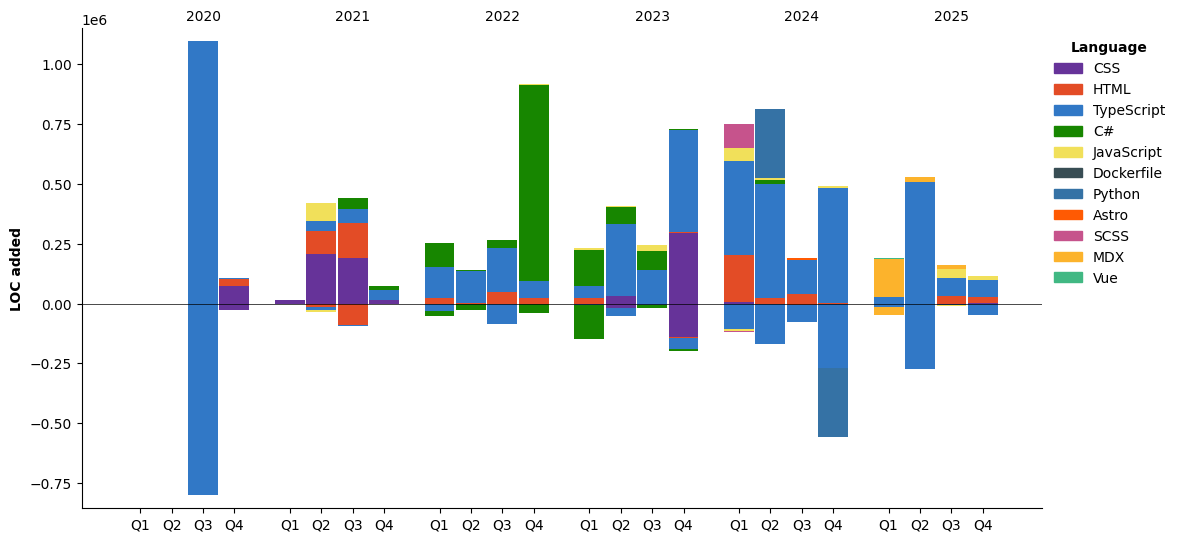 1e6
2020 2021 2022 2023 2024 2025
LOC added
1.00
0.75
0.50
0.25
0.00
−0.25
−0.50
−0.75
Q1 Q2 Q3 Q4 Q1 Q2 Q3 Q4 Q1 Q2 Q3 Q4 Q1 Q2 Q3 Q4 Q1 Q2 Q3 Q4 Q1 Q2 Q3 Q4
Language
CSS
HTML
TypeScript
C#
JavaScript
Dockerfile
Python
Astro
SCSS
MDX
Vue